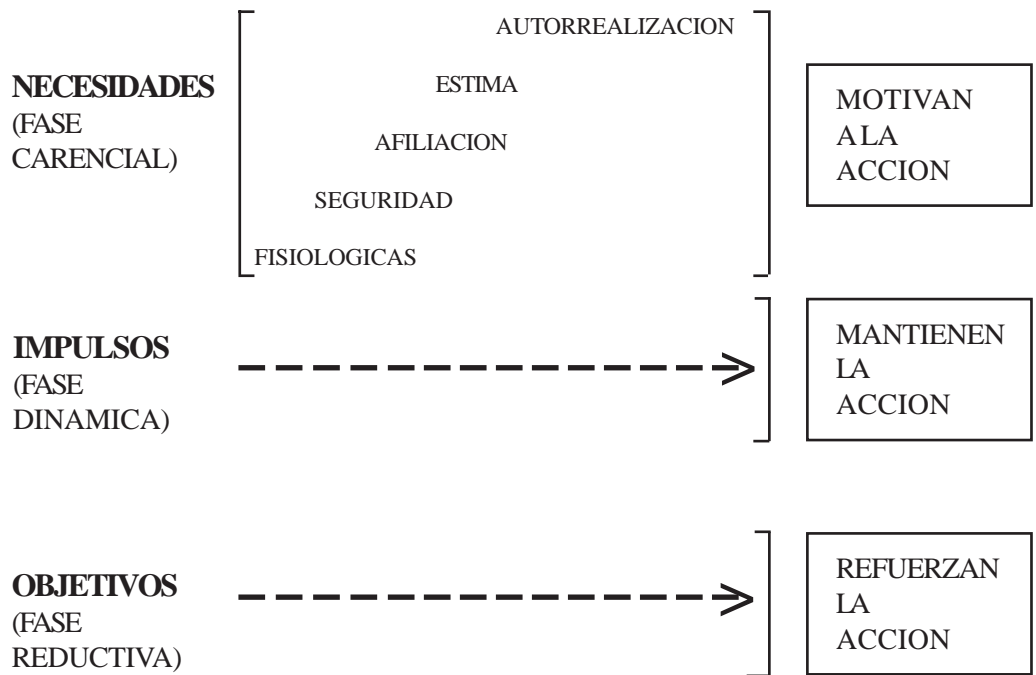 AUTORREALIZACION
NECESIDADES
(FASE
CARENCIAL)
ESTIMA
AFILIACION
SEGURIDAD
FISIOLOGICAS
MOTIVAN
A LA
ACCION
IMPULSOS
(FASE
DINAMICA)
MANTIENEN
LA
ACCION
OBJETIVOS
(FASE
REDUCTIVA)
REFUERZAN
LA
ACCION